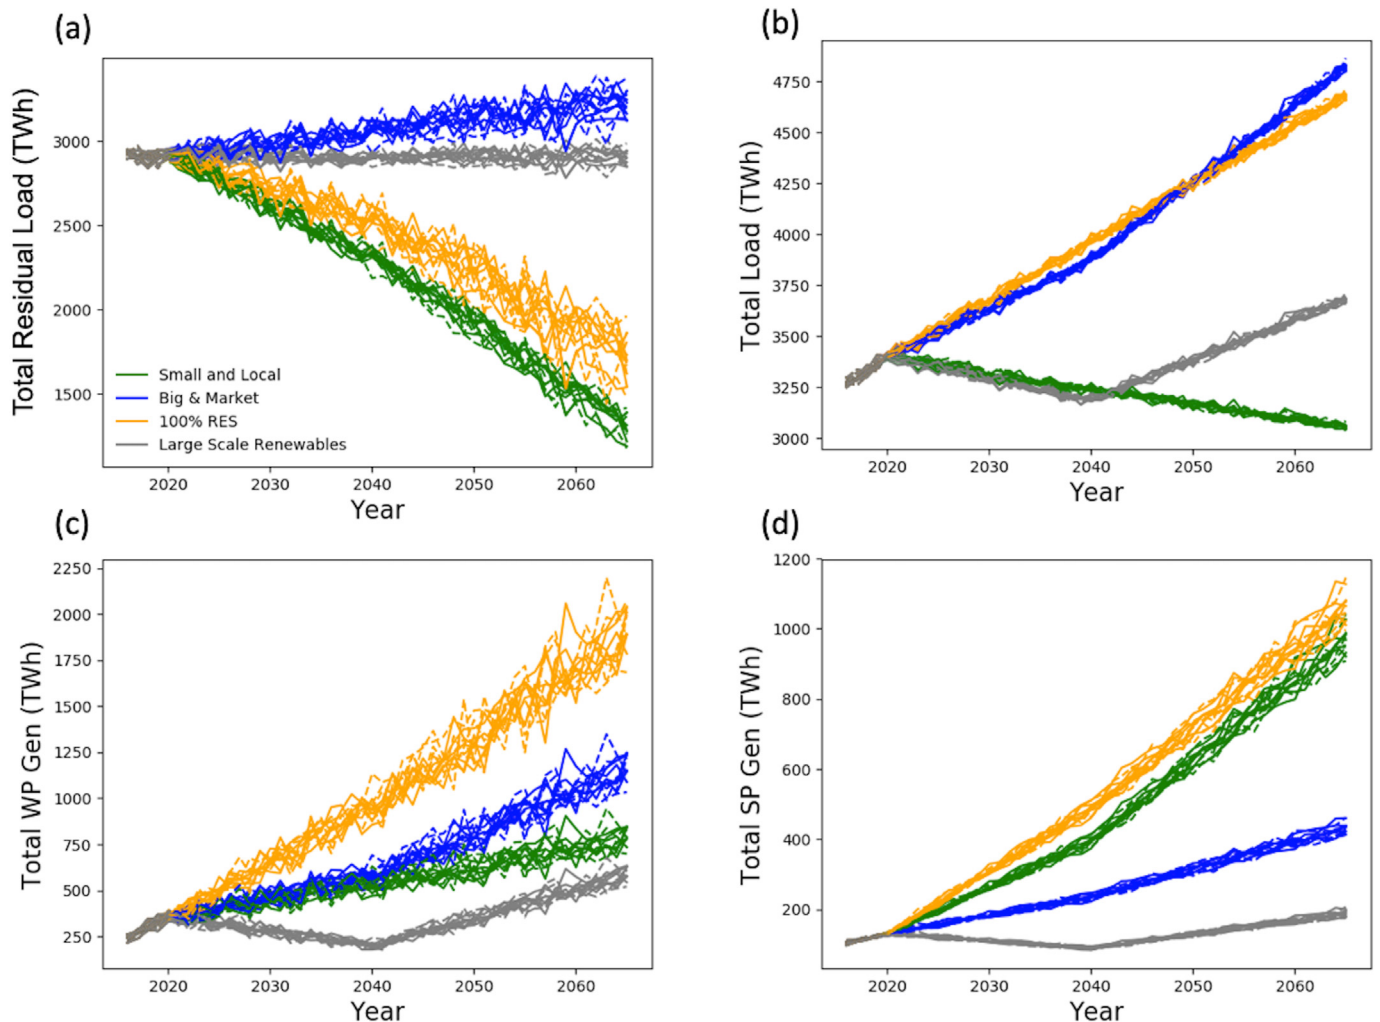 (a)
Total Residual Load (TWh)
3000
2500
2000
1500
Small and Local
Big & Market
100% RES
Large Scale Renewables
2020 2030 2040 2050 2060
Year
(b)
Total Load (TWh)
4750
4500
4250
4000
3750
3500
3250
3000
2020 2030 2040 2050 2060
Year
(c)
Total WP Gen (TWh)
2250
2000
1750
1500
1250
1000
750
500
250
2020 2030 2040 2050 2060
Year
(d)
Total SP Gen (TWh)
1200
1000
800
600
400
200
2020 2030 2040 2050 2060
Year